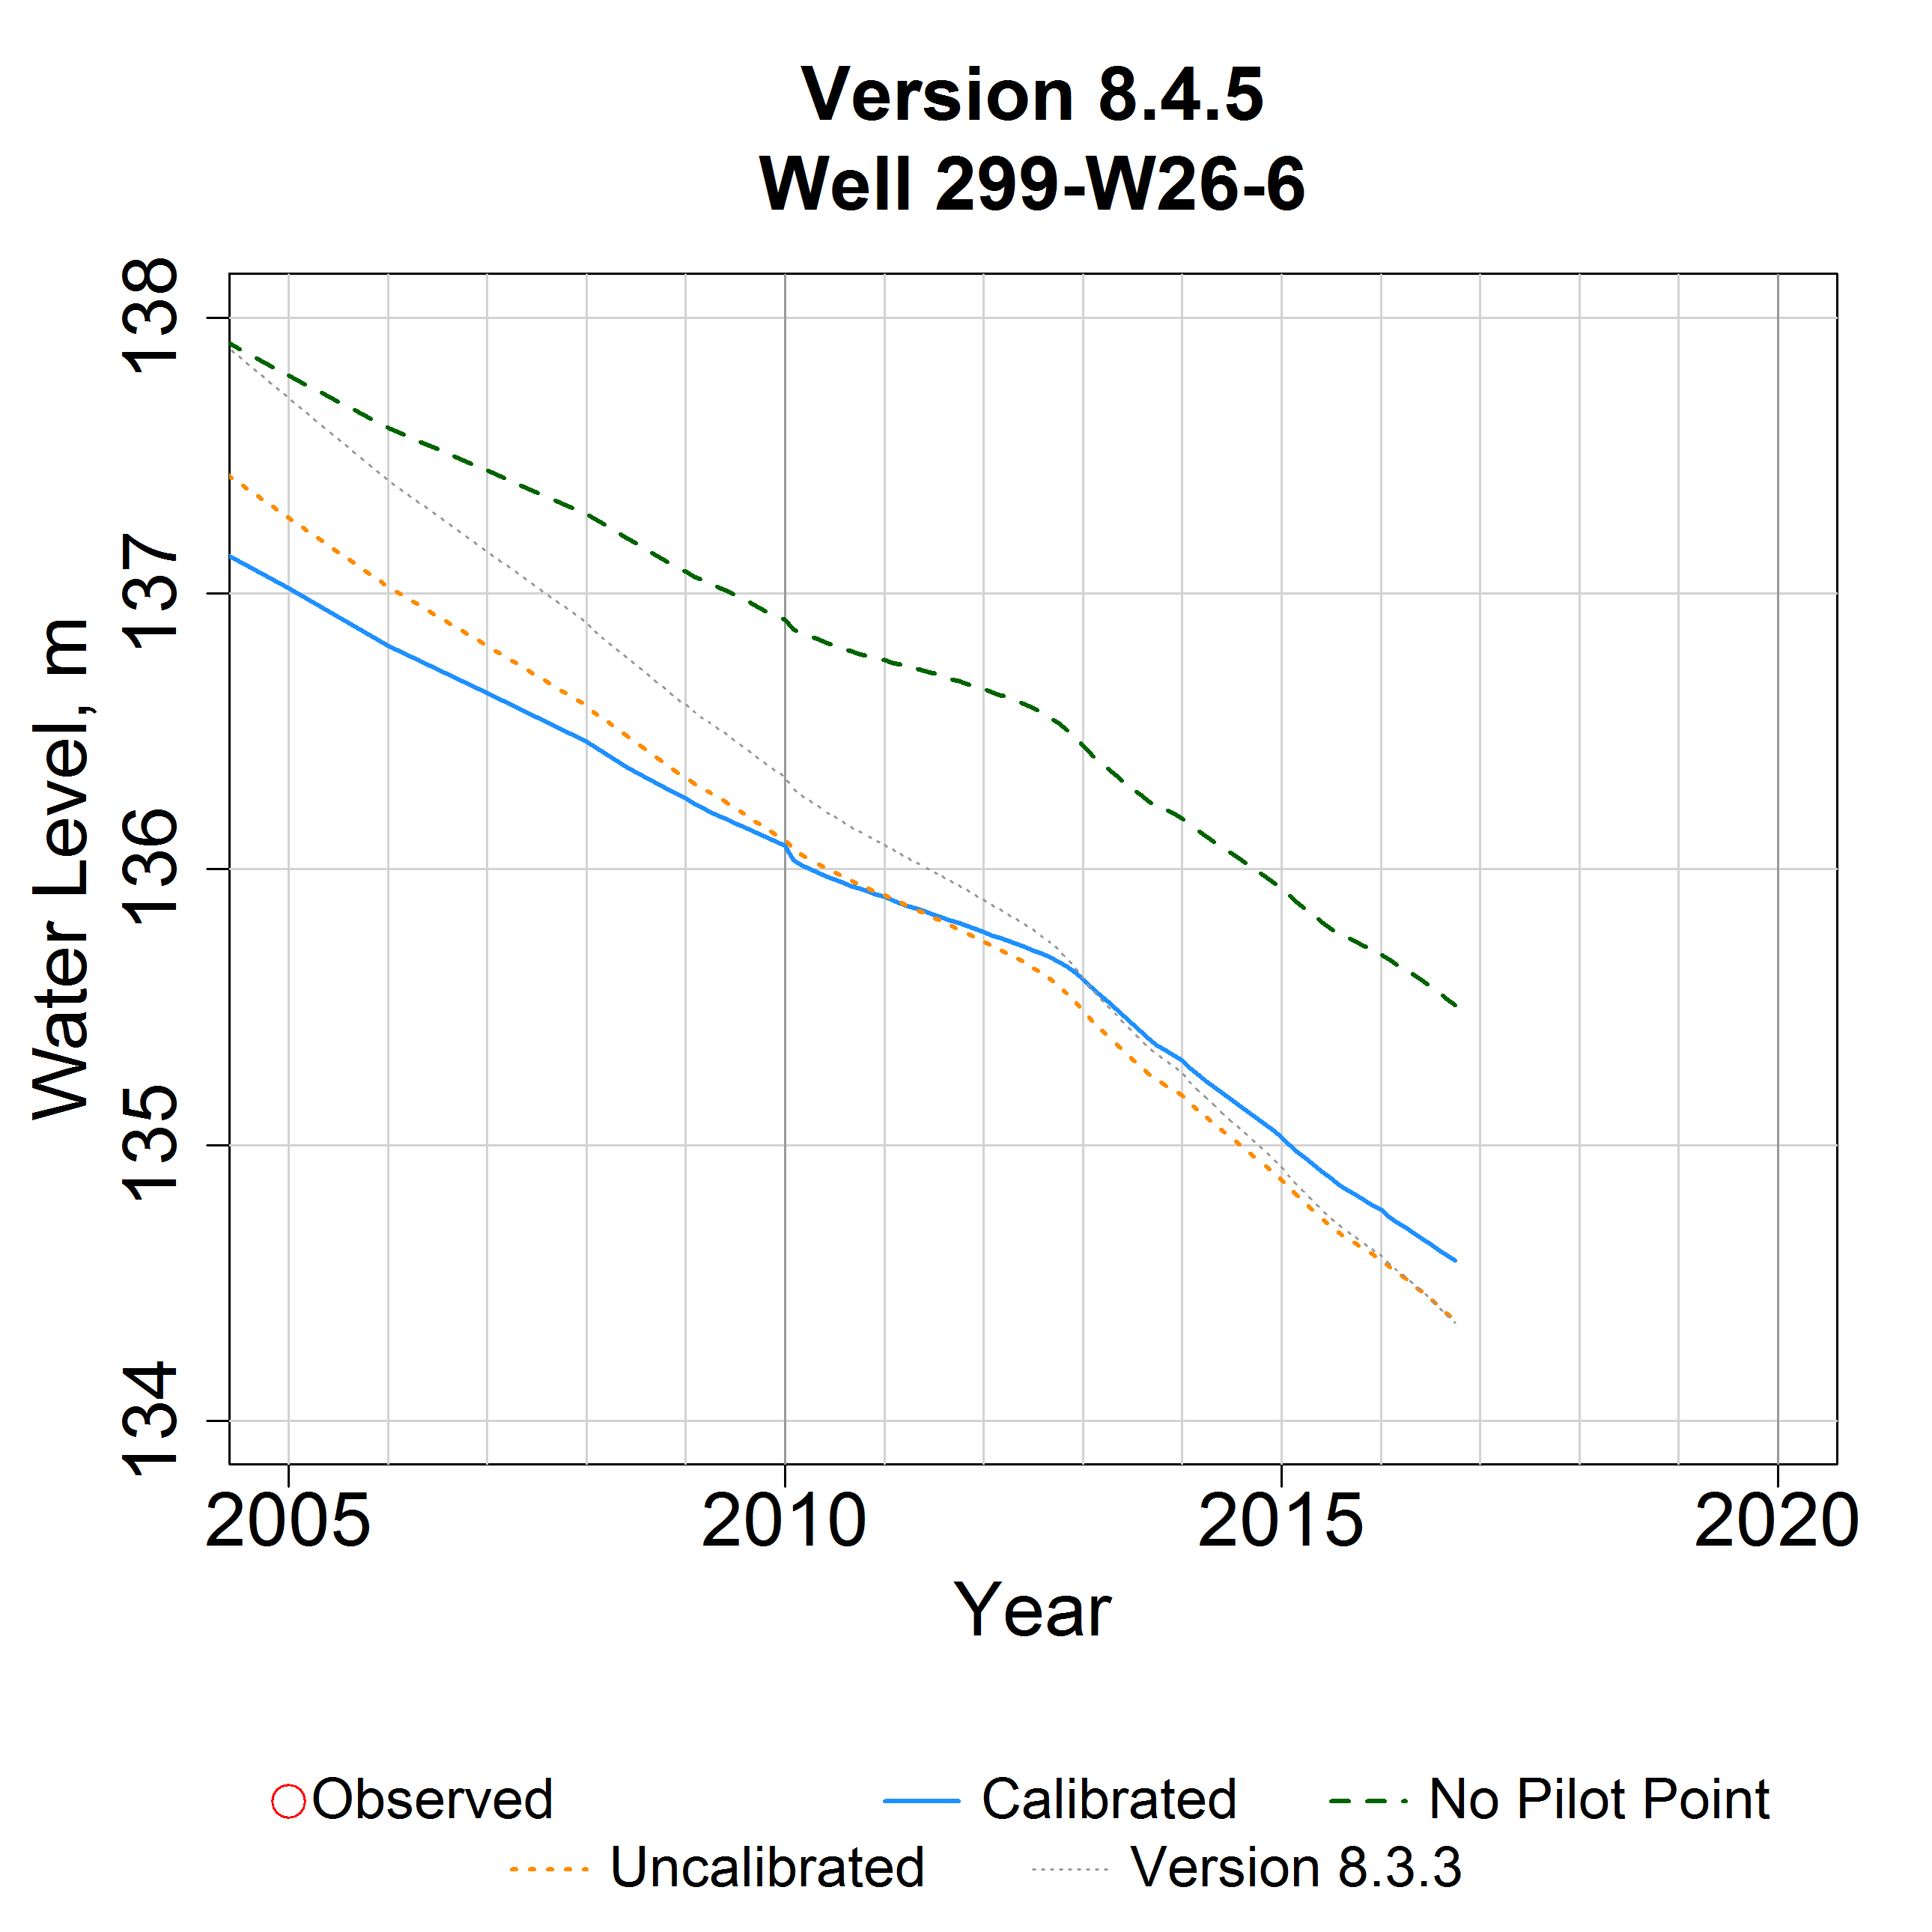 Version 8.4.5
Well 299-W26-6
138
137
136
135
134
Water Level, m
2005 2010 2015 2020
Year
Observed Calibrated No Pilot Point
Uncalibrated Version 8.3.3